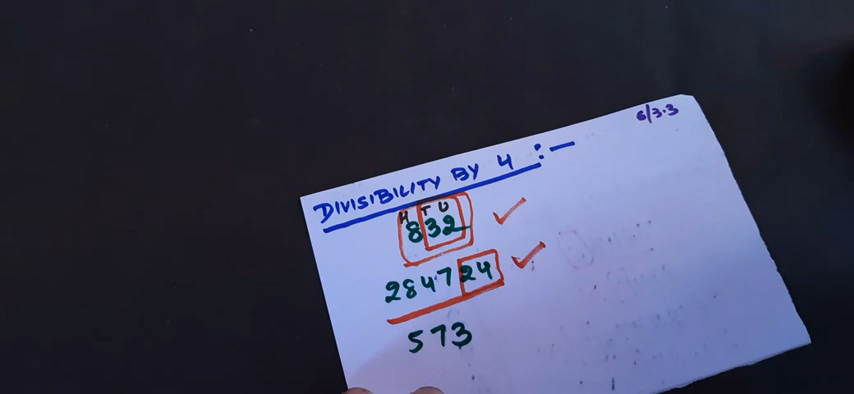 6/3.3
DIVISIBILITY BY 4 :-
H T U
832 ✓
284724 ✓
573